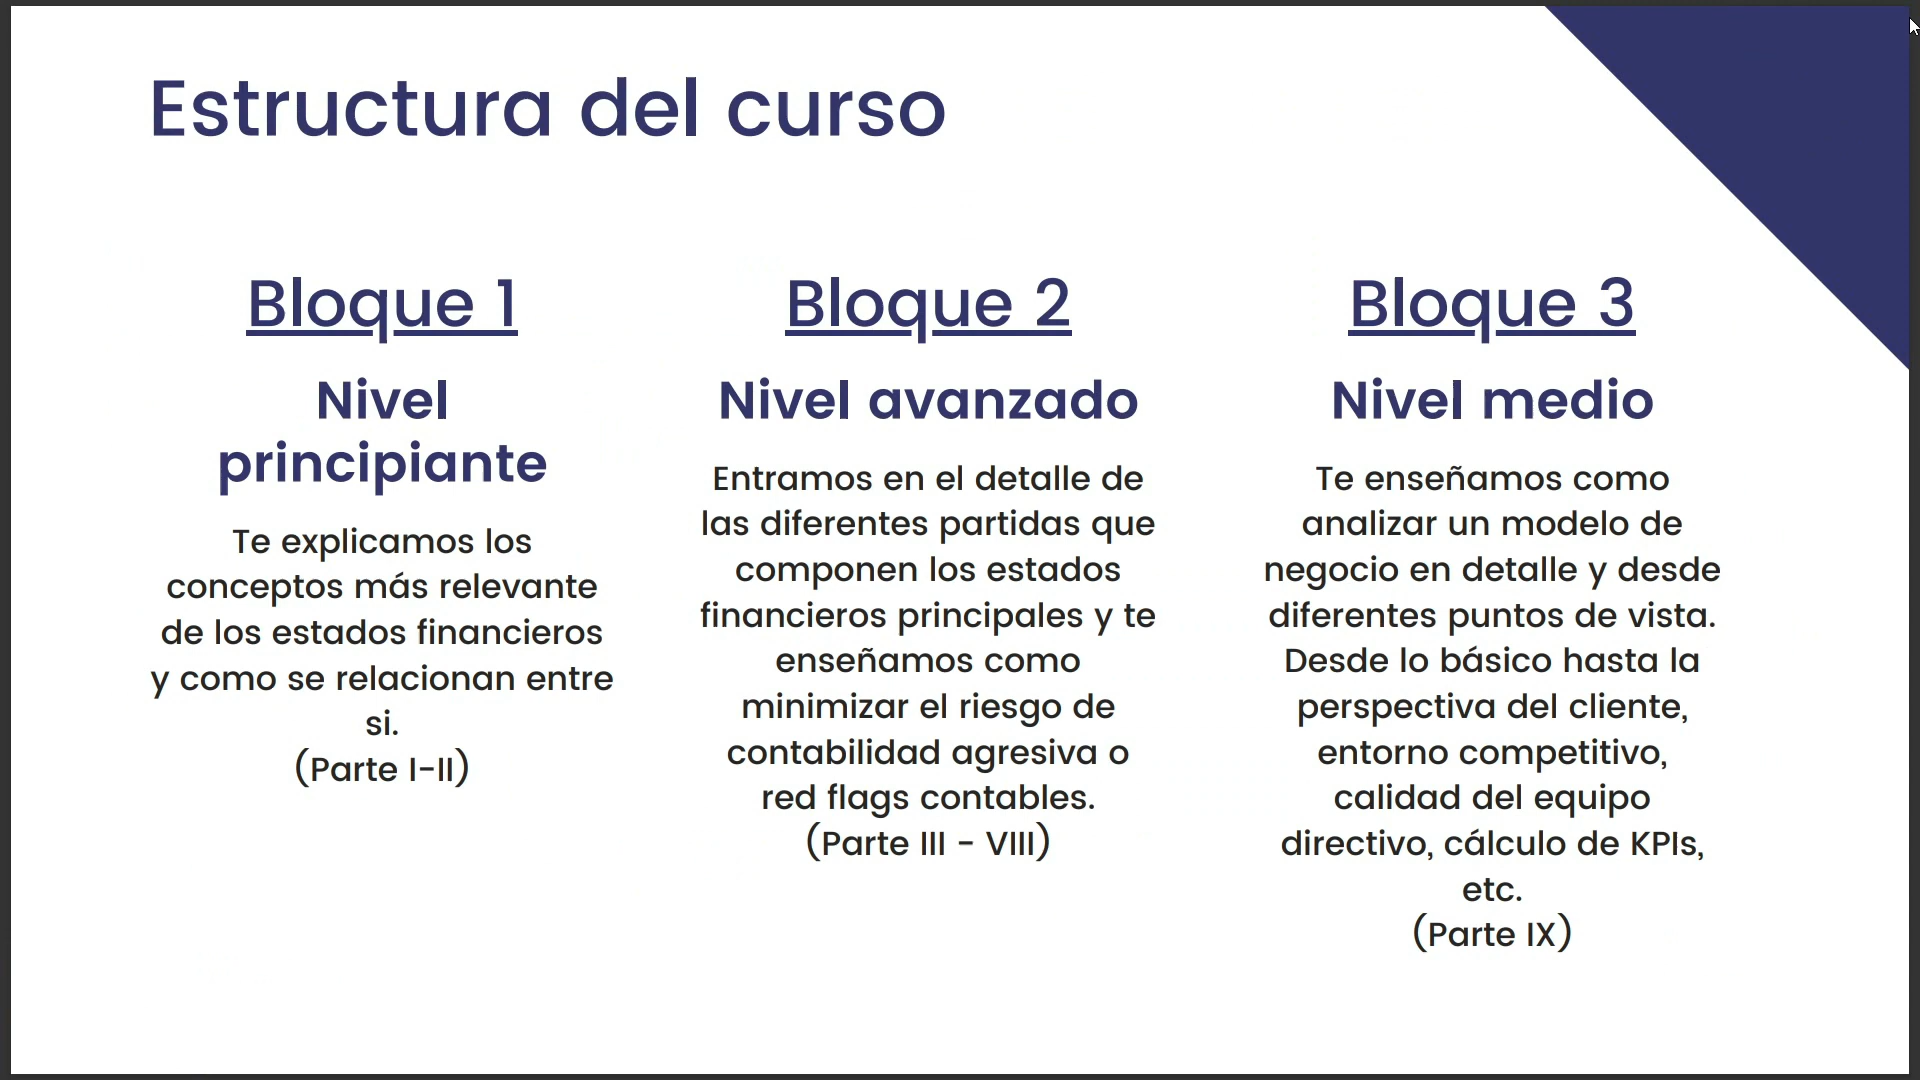 Estructura del curso
Bloque 1
Nivel
principiante
Te explicamos los
conceptos más relevante
de los estados financieros
y como se relacionan entre
si.
(Parte I-II)
Bloque 2
Nivel avanzado
Entramos en el detalle de
las diferentes partidas que
componen los estados
financieros principales y te
enseñamos como
minimizar el riesgo de
contabilidad agresiva o
red flags contables.
(Parte III - VIII)
Bloque 3
Nivel medio
Te enseñamos como
analizar un modelo de
negocio en detalle y desde
diferentes puntos de vista.
Desde lo básico hasta la
perspectiva del cliente,
entorno competitivo,
calidad del equipo
directivo, cálculo de KPIs,
etc.
(Parte IX)